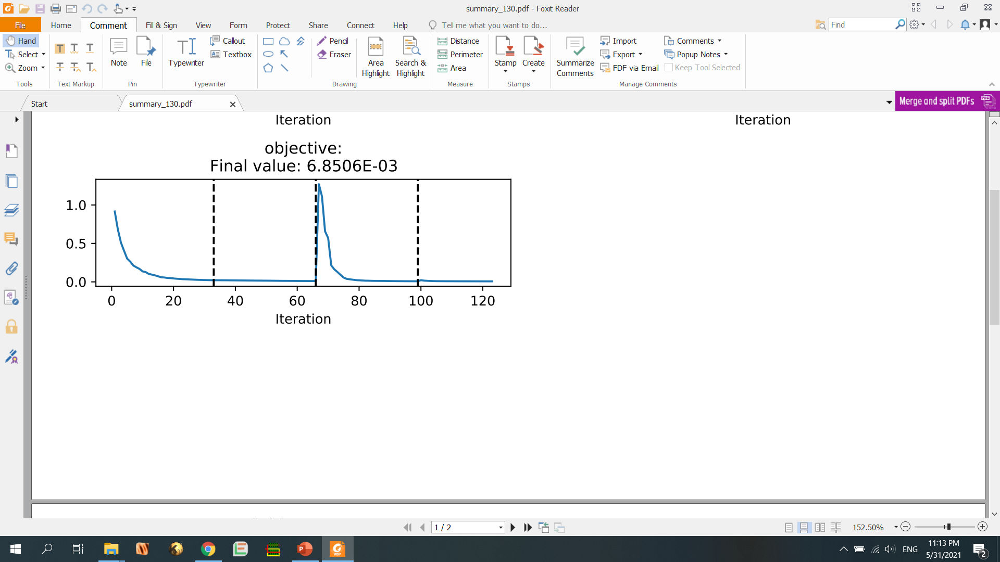 summary_130.pdf - Foxit Reader
File Home Comment Fill & Sign View Form Protect Share Connect Help Tell me what you want to do... Find
Hand
Select
Zoom
Tools
Text Markup
Note
File
Pin
Typewriter
Callout
Textbox
Typewriter
Pencil
Eraser
Area Highlight
Search & Highlight
Drawing
Distance
Perimeter
Area
Measure
Stamp
Create
Stamps
Summarize Comments
Import
Export
FDF via Email
Comments
Popup Notes
Keep Tool Selected
Manage Comments
Start
summary_130.pdf
Merge and split PDFs
Iteration
Iteration
objective:
Final value: 6.8506E-03
1.0
0.5
0.0
0 20 40 60 80 100 120
Iteration
1 / 2
152.50%
ENG
11:13 PM
5/31/2021
2